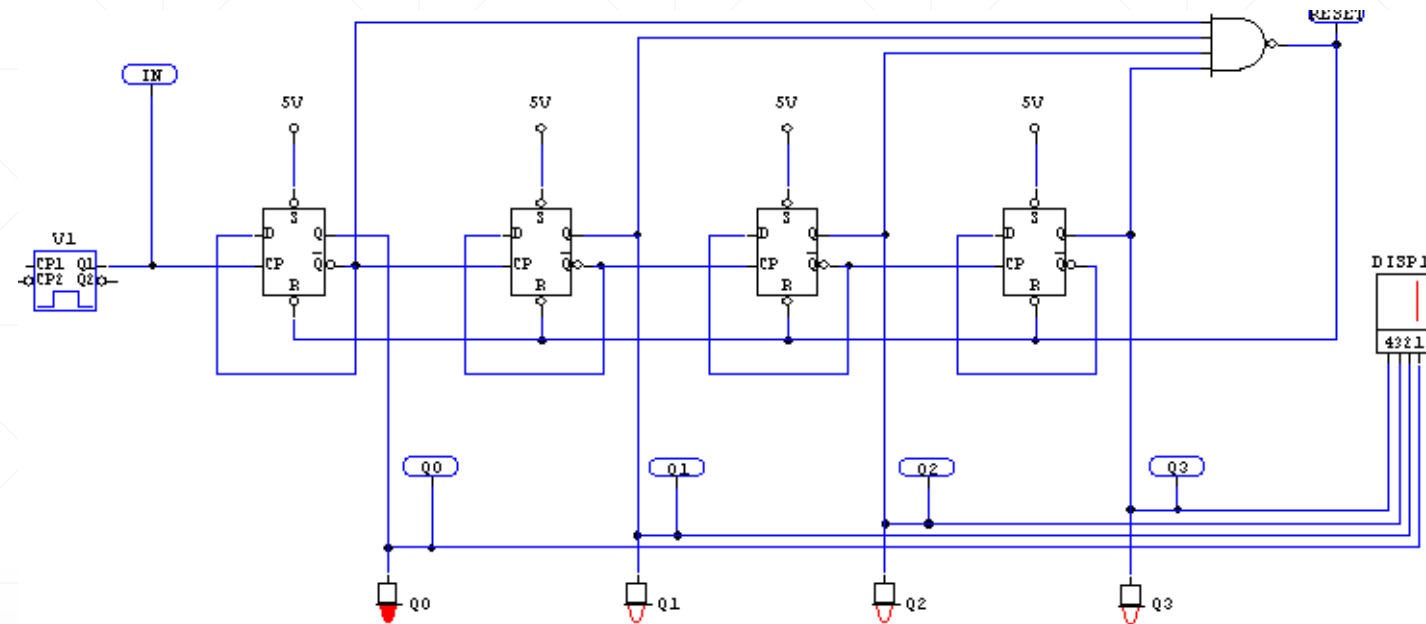 RESET
IN
5V 5V 5V 5V
V1
CP1 Q1
CP2 Q2
S S S S
D Q D Q D Q D Q
CP Q CP Q CP Q CP Q
R R R R
DISP1
4321
Q0 Q1 Q2 Q3
Q0 Q1 Q2 Q3